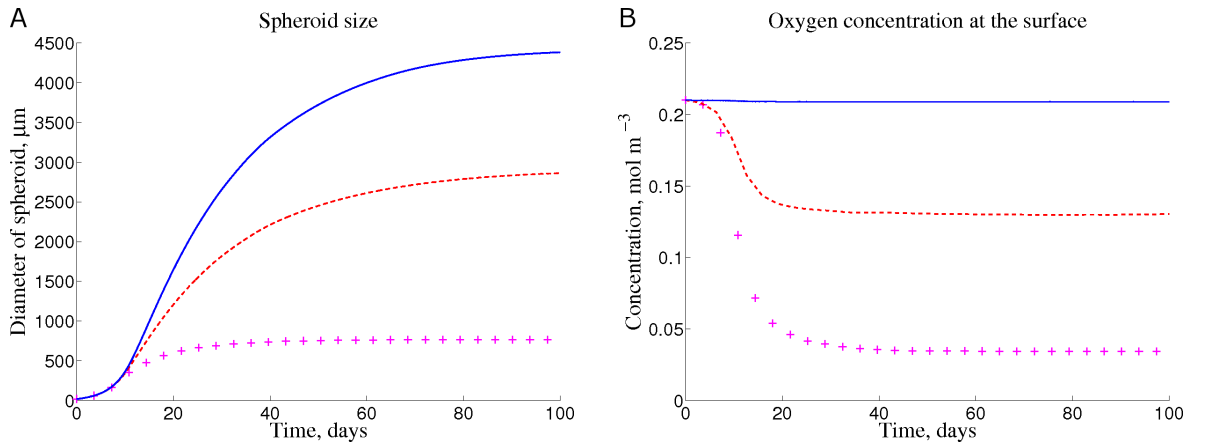 A
Spheroid size
4500
4000
3500
3000
2500
2000
1500
1000
500
0
Diameter of spheroid, µm
0 20 40 60 80 100
Time, days
B
Oxygen concentration at the surface
0.25
0.2
0.15
0.1
0.05
0
Concentration, mol m⁻³
0 20 40 60 80 100
Time, days